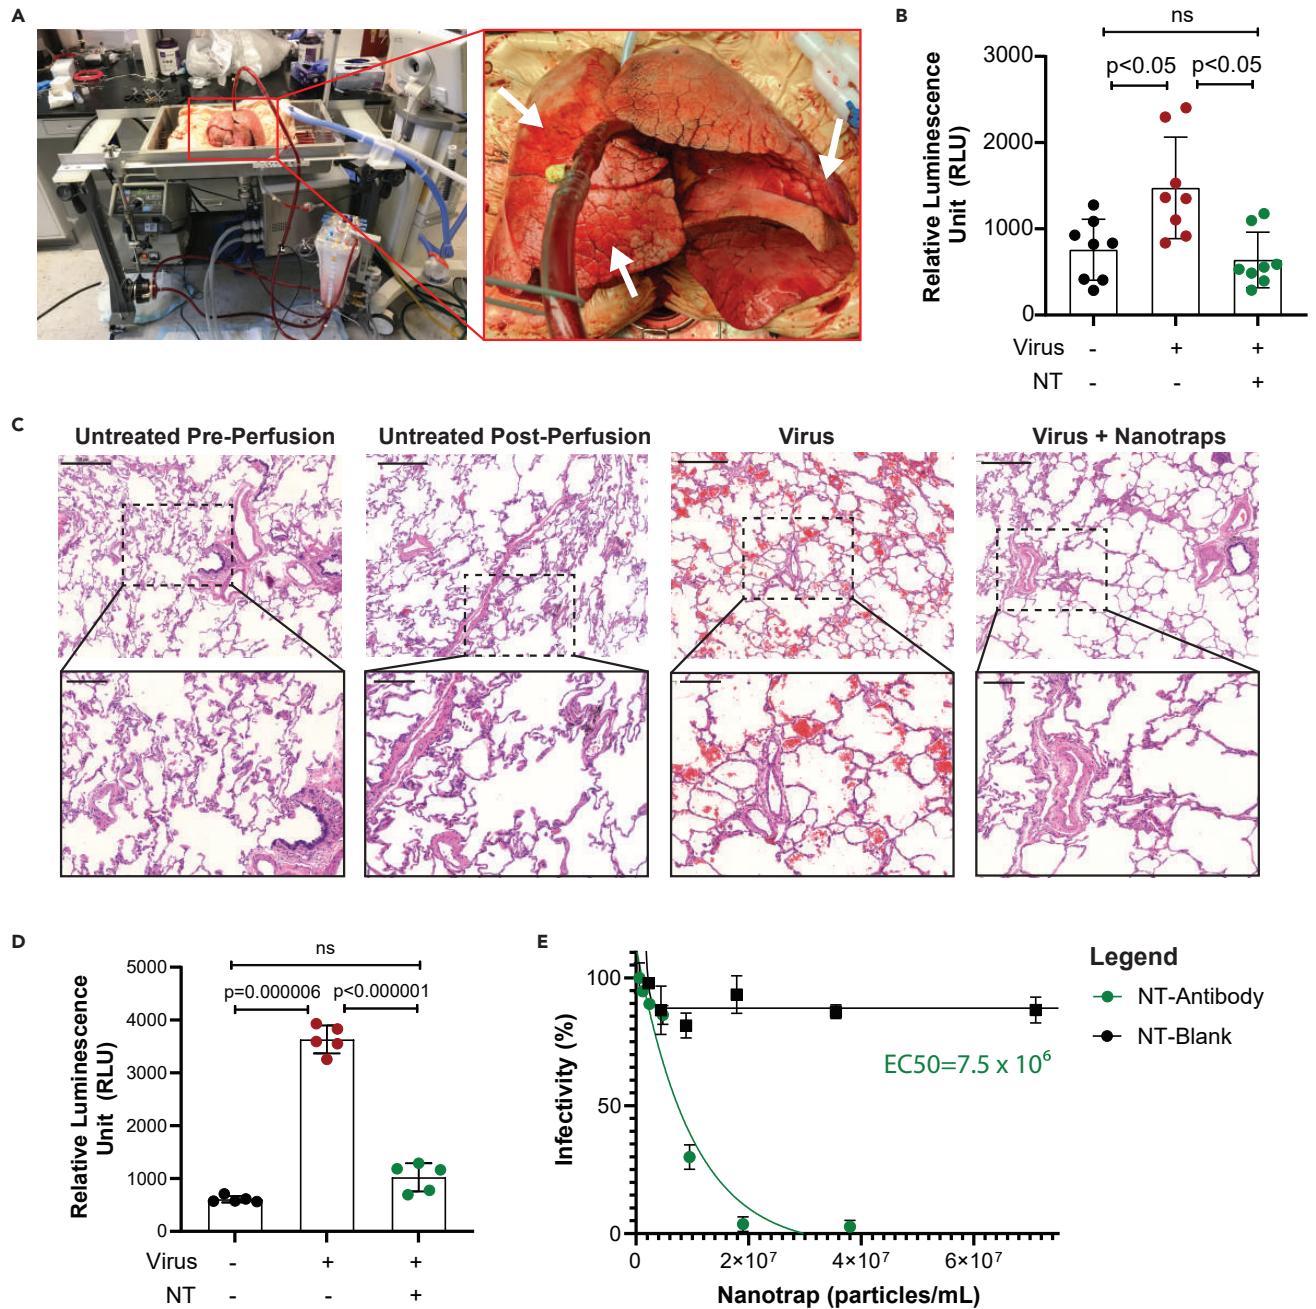 A
B
ns
p<0.05
p<0.05
3000
2000
1000
0
Relative Luminescence
Unit (RLU)
Virus - + +
NT - - +
C
Untreated Pre-Perfusion
Untreated Post-Perfusion
Virus
Virus + Nanotraps
D
ns
p=0.000006
p<0.000001
5000
4000
3000
2000
1000
0
Relative Luminescence
Unit (RLU)
Virus - + +
NT - - +
E
100
50
0
Infectivity (%)
EC50=7.5 x 10⁶
0
2×10⁷
4×10⁷
6×10⁷
Nanotrap (particles/mL)
Legend
NT-Antibody
NT-Blank